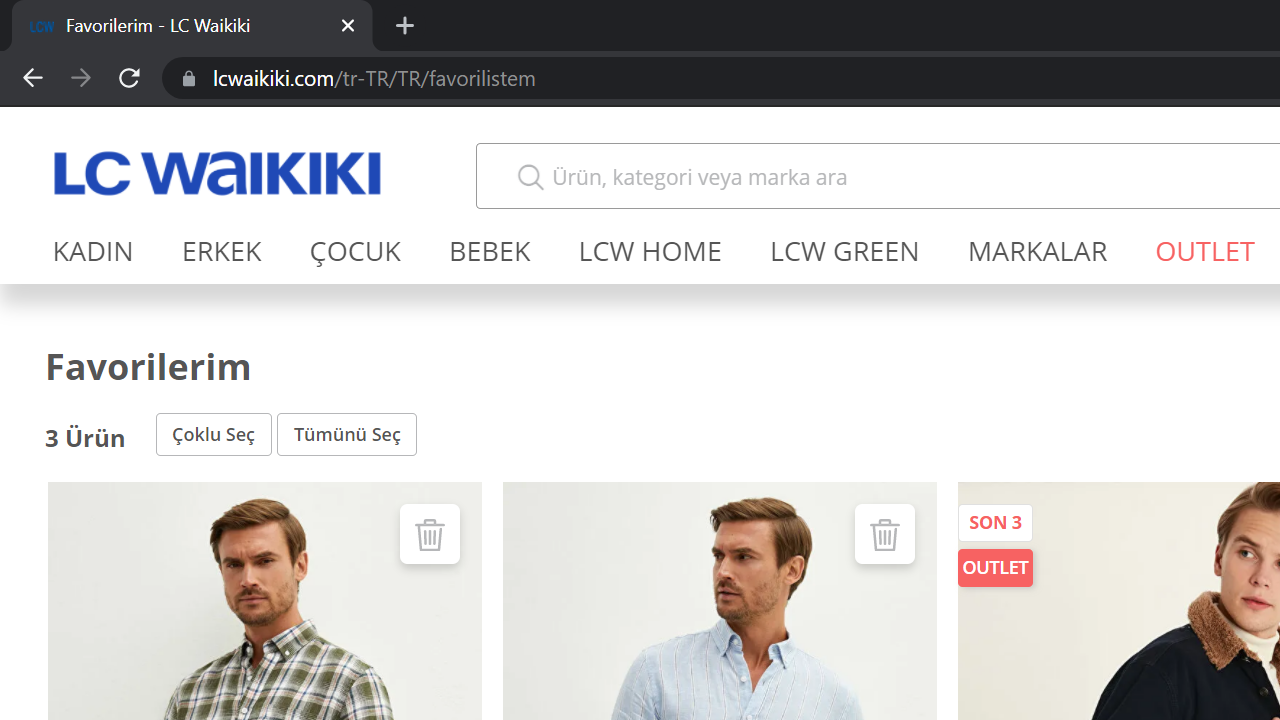 LCW Favorilerim - LC Waikiki
lcwaikiki.com/tr-TR/TR/favorilistem
LC WAIKIKI
Ürün, kategori veya marka ara
KADIN ERKEK ÇOCUK BEBEK LCW HOME LCW GREEN MARKALAR OUTLET
Favorilerim
3 Ürün Çoklu Seç Tümünü Seç
SON 3
OUTLET